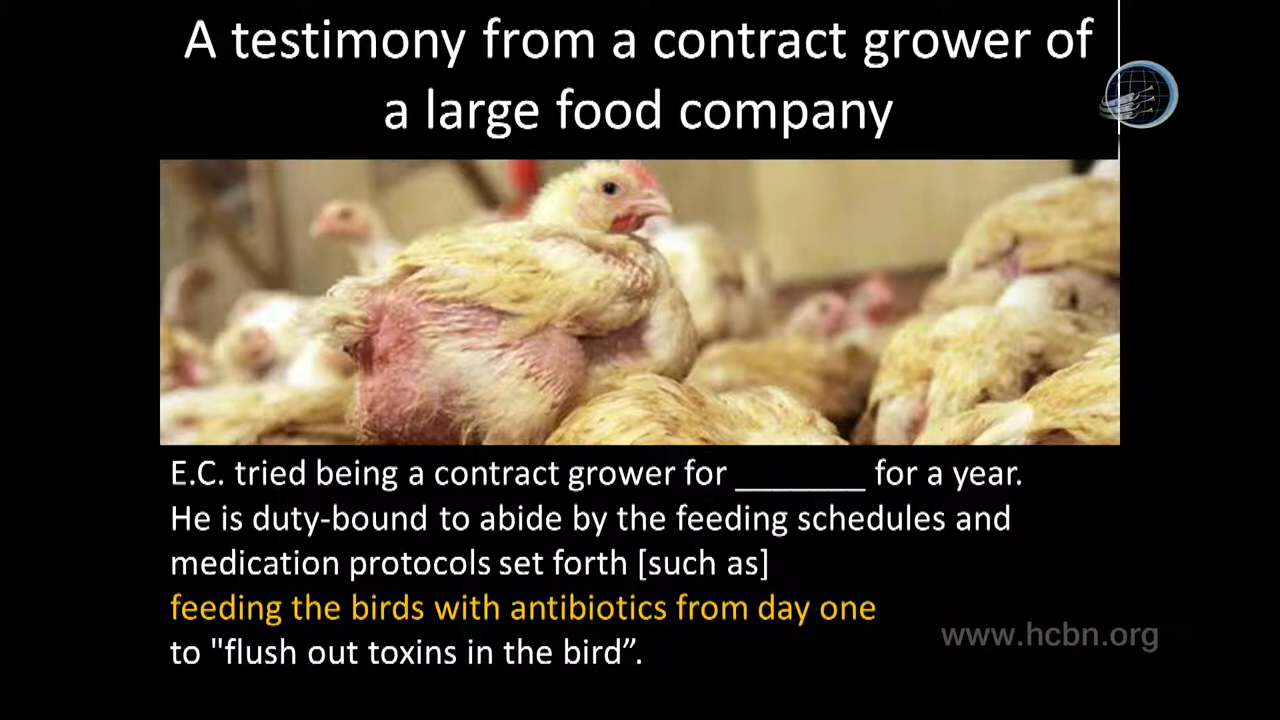 A testimony from a contract grower of
a large food company
E.C. tried being a contract grower for _______ for a year.
He is duty-bound to abide by the feeding schedules and
medication protocols set forth [such as]
feeding the birds with antibiotics from day one
to "flush out toxins in the bird”.
www.hcbn.org